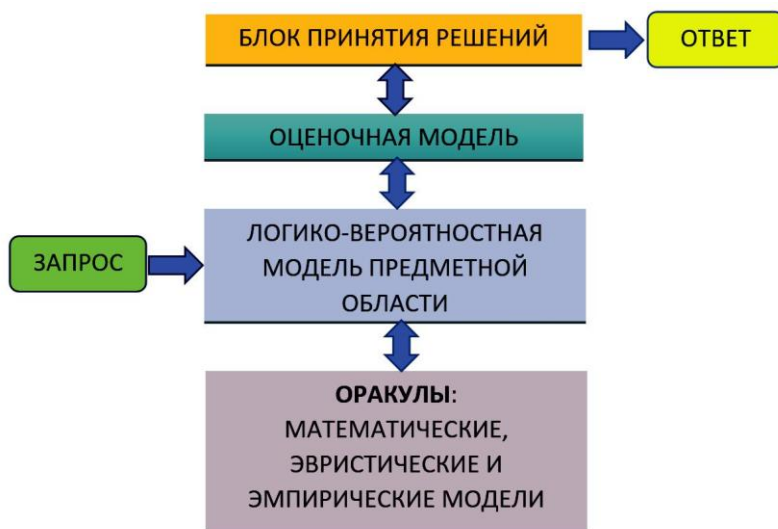 БЛОК ПРИНЯТИЯ РЕШЕНИЙ
ОТВЕТ
ОЦЕНОЧНАЯ МОДЕЛЬ
ЗАПРОС
ЛОГИКО-ВЕРОЯТНОСТНАЯ
МОДЕЛЬ ПРЕДМЕТНОЙ
ОБЛАСТИ
ОРАКУЛЫ:
МАТЕМАТИЧЕСКИЕ,
ЭВРИСТИЧЕСКИЕ И
ЭМПИРИЧЕСКИЕ МОДЕЛИ